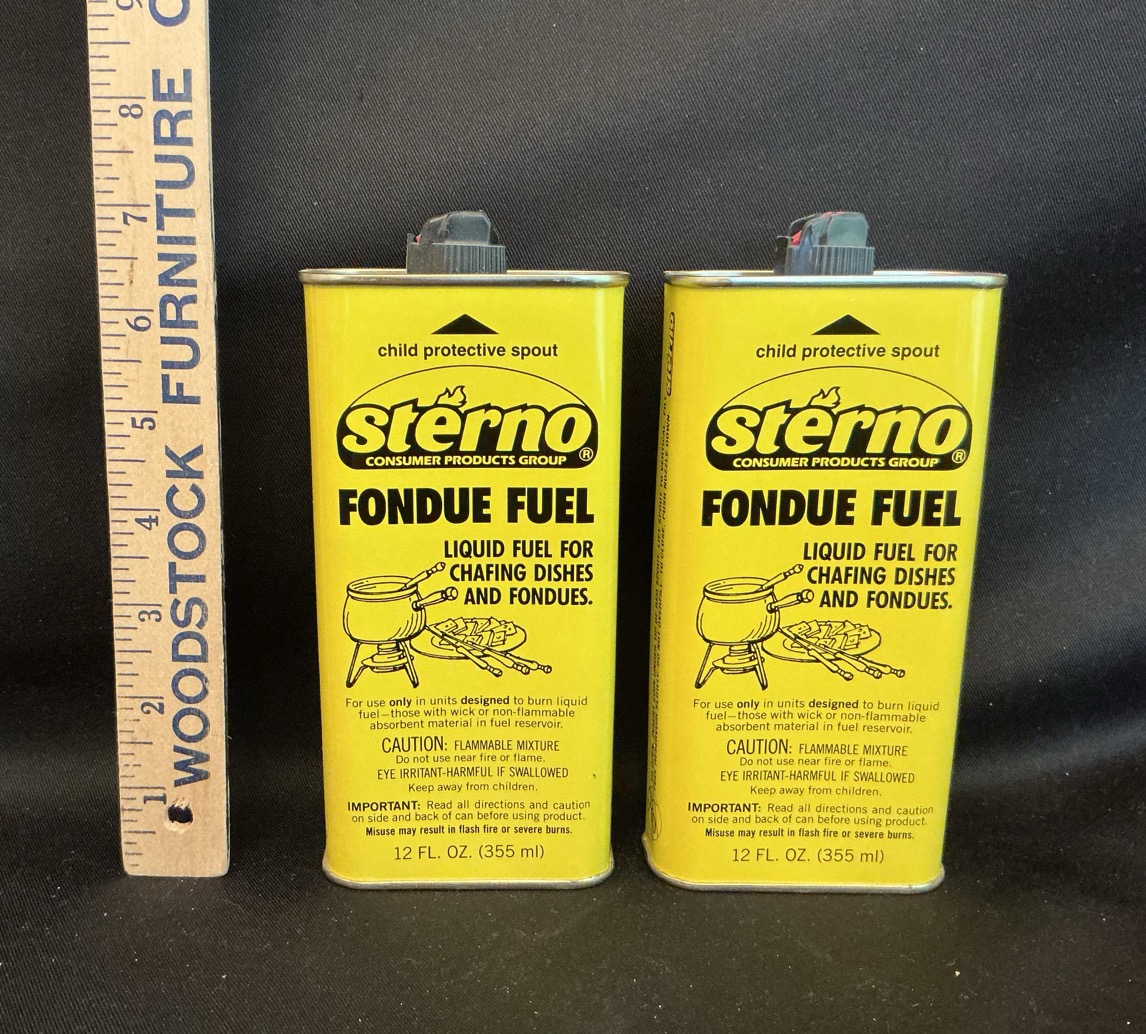 1 2 3 4 5 6 7 8 9
WOODSTOCK FURNITURE
child protective spout
sterno®
CONSUMER PRODUCTS GROUP
FONDUE FUEL
LIQUID FUEL FOR
CHAFING DISHES
AND FONDUES.
For use only in units designed to burn liquid
fuel—those with wick or non-flammable
absorbent material in fuel reservoir.
CAUTION: FLAMMABLE MIXTURE
Do not use near fire or flame.
EYE IRRITANT-HARMFUL IF SWALLOWED
Keep away from children.
IMPORTANT: Read all directions and caution
on side and back of can before using product.
Misuse may result in flash fire or severe burns.
12 FL. OZ. (355 ml)
child protective spout
sterno®
CONSUMER PRODUCTS GROUP
FONDUE FUEL
LIQUID FUEL FOR
CHAFING DISHES
AND FONDUES.
For use only in units designed to burn liquid
fuel—those with wick or non-flammable
absorbent material in fuel reservoir.
CAUTION: FLAMMABLE MIXTURE
Do not use near fire or flame.
EYE IRRITANT-HARMFUL IF SWALLOWED
Keep away from children.
IMPORTANT: Read all directions and caution
on side and back of can before using product.
Misuse may result in flash fire or severe burns.
12 FL. OZ. (355 ml)